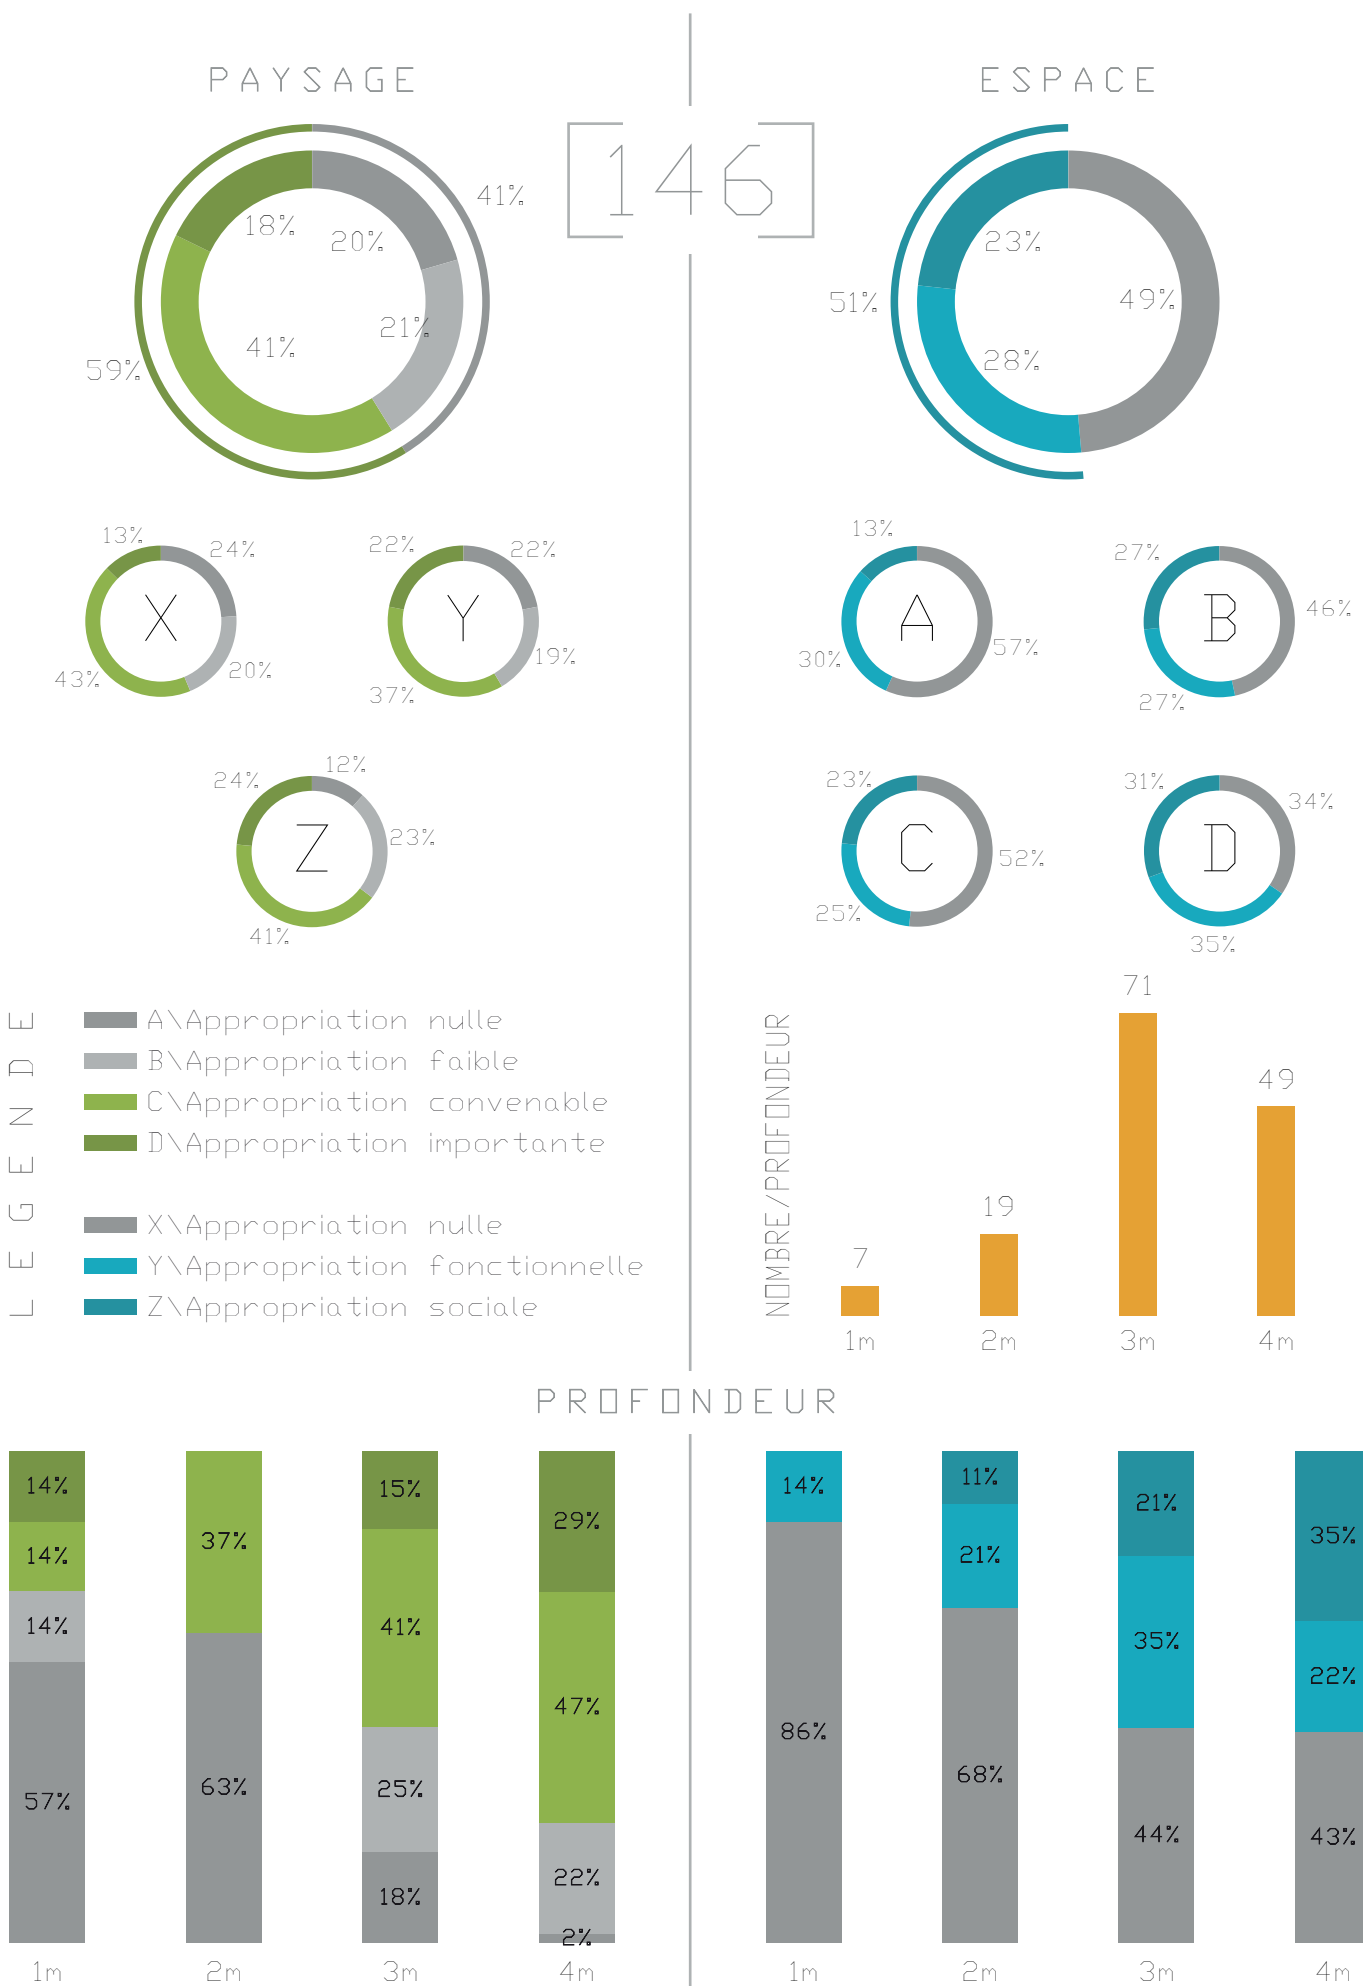 PAYSAGE
ESPACE
[146]
41%
18%
20%
21%
41%
59%
23%
49%
51%
28%
13%
24%
X
43%
20%
22%
22%
Y
19%
37%
24%
12%
Z
23%
41%
13%
A
57%
30%
27%
B
46%
27%
23%
C
52%
25%
31%
34%
D
35%
LEGENDE
A\Appropriation nulle
B\Appropriation faible
C\Appropriation convenable
D\Appropriation importante
X\Appropriation nulle
Y\Appropriation fonctionnelle
Z\Appropriation sociale
NOMBRE/PROFONDEUR
7
19
71
49
1m 2m 3m 4m
PROFONDEUR
14%
14%
14%
57%
37%
63%
15%
41%
25%
18%
29%
47%
22%
2%
1m 2m 3m 4m
14%
86%
11%
21%
68%
21%
35%
44%
35%
22%
43%
1m 2m 3m 4m